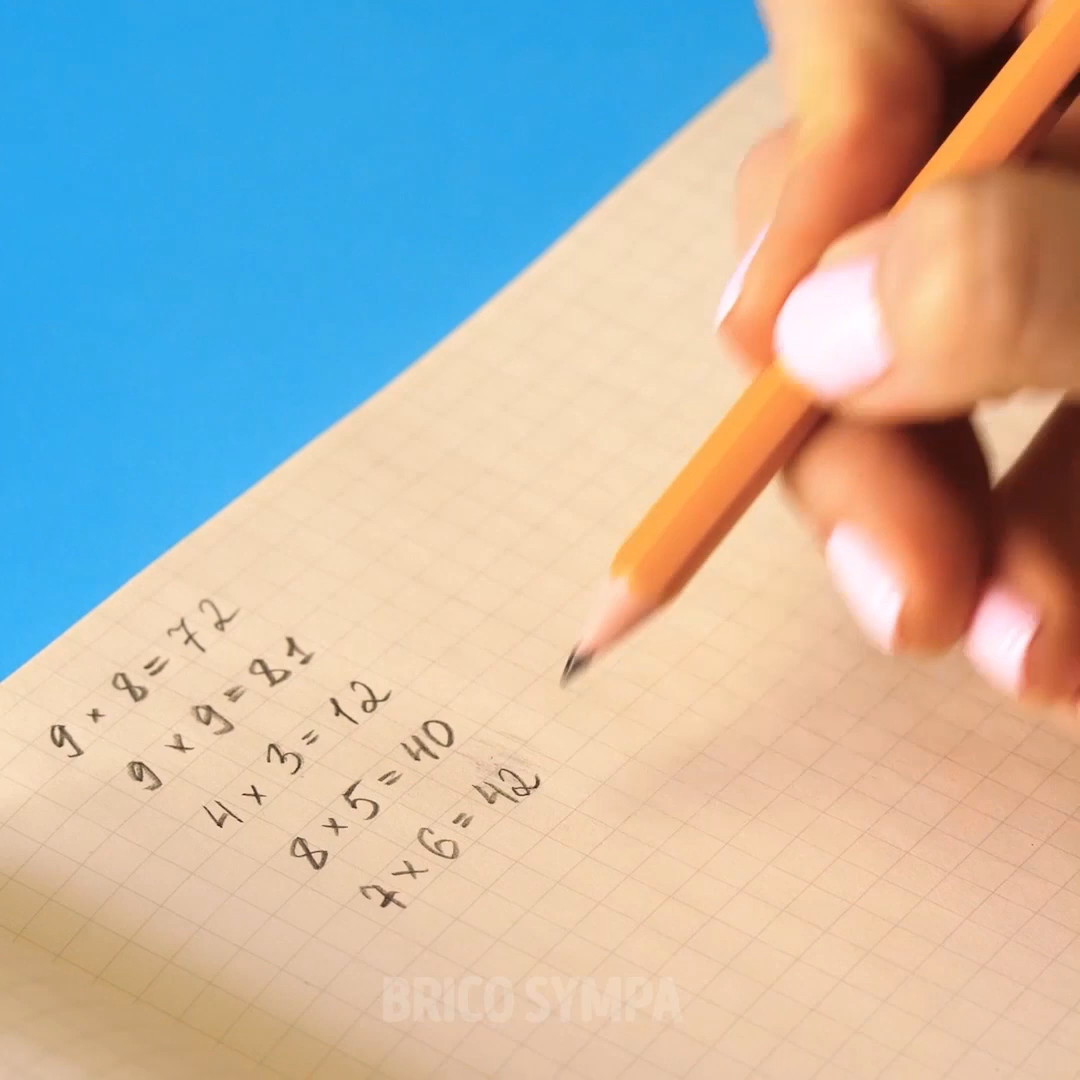 9 × 8 = 72
9 × 9 = 81
4 × 3 = 12
8 × 5 = 40
7 × 6 = 42
BRICO SYMPA